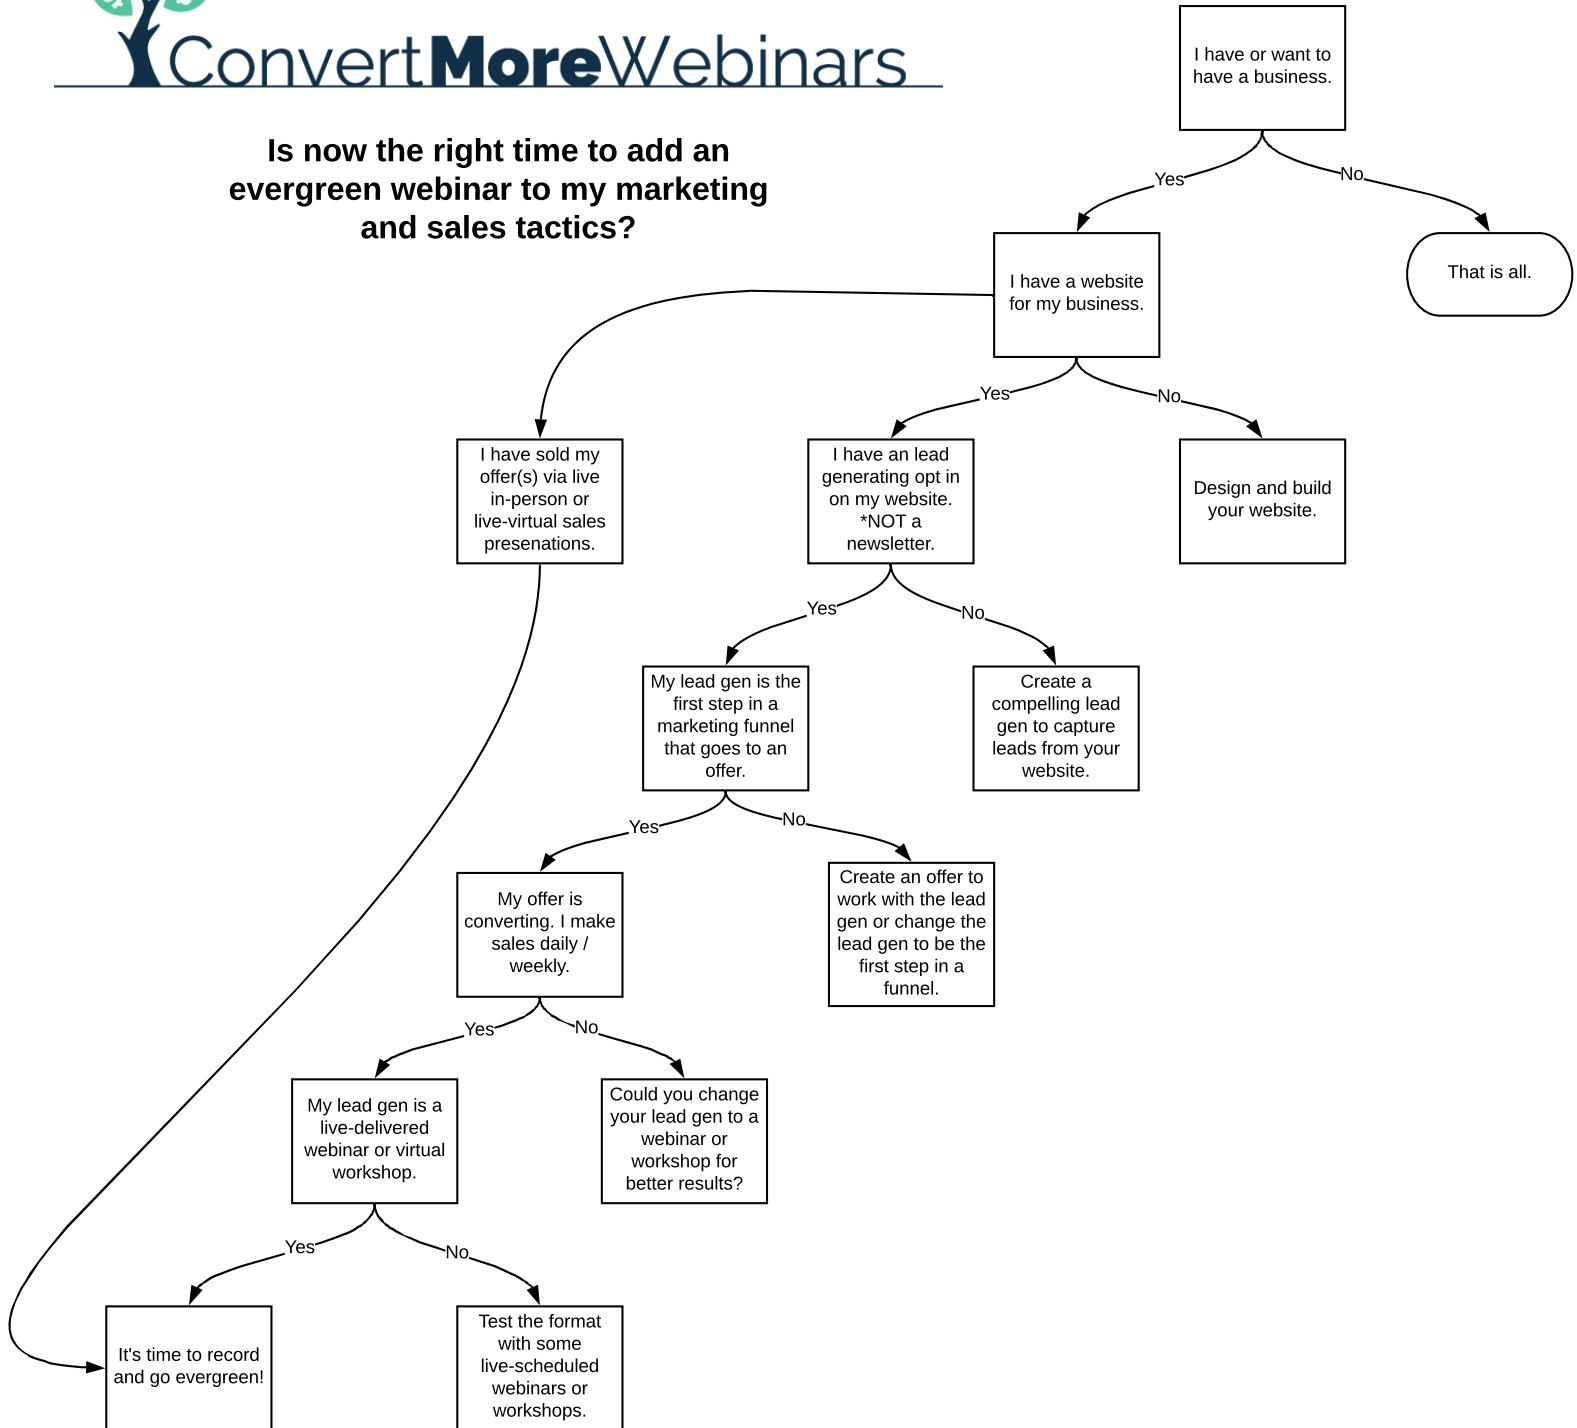 ConvertMoreWebinars
Is now the right time to add an
evergreen webinar to my marketing
and sales tactics?
I have or want to
have a business.
Yes
No
I have a website
for my business.
That is all.
Yes
No
I have sold my
offer(s) via live
in-person or
live-virtual sales
presenations.
I have an lead
generating opt in
on my website.
*NOT a
newsletter.
Design and build
your website.
Yes
No
My lead gen is the
first step in a
marketing funnel
that goes to an
offer.
Create a
compelling lead
gen to capture
leads from your
website.
Yes
No
My offer is
converting. I make
sales daily /
weekly.
Create an offer to
work with the lead
gen or change the
lead gen to be the
first step in a
funnel.
Yes
No
My lead gen is a
live-delivered
webinar or virtual
workshop.
Could you change
your lead gen to a
webinar or
workshop for
better results?
Yes
No
It's time to record
and go evergreen!
Test the format
with some
live-scheduled
webinars or
workshops.